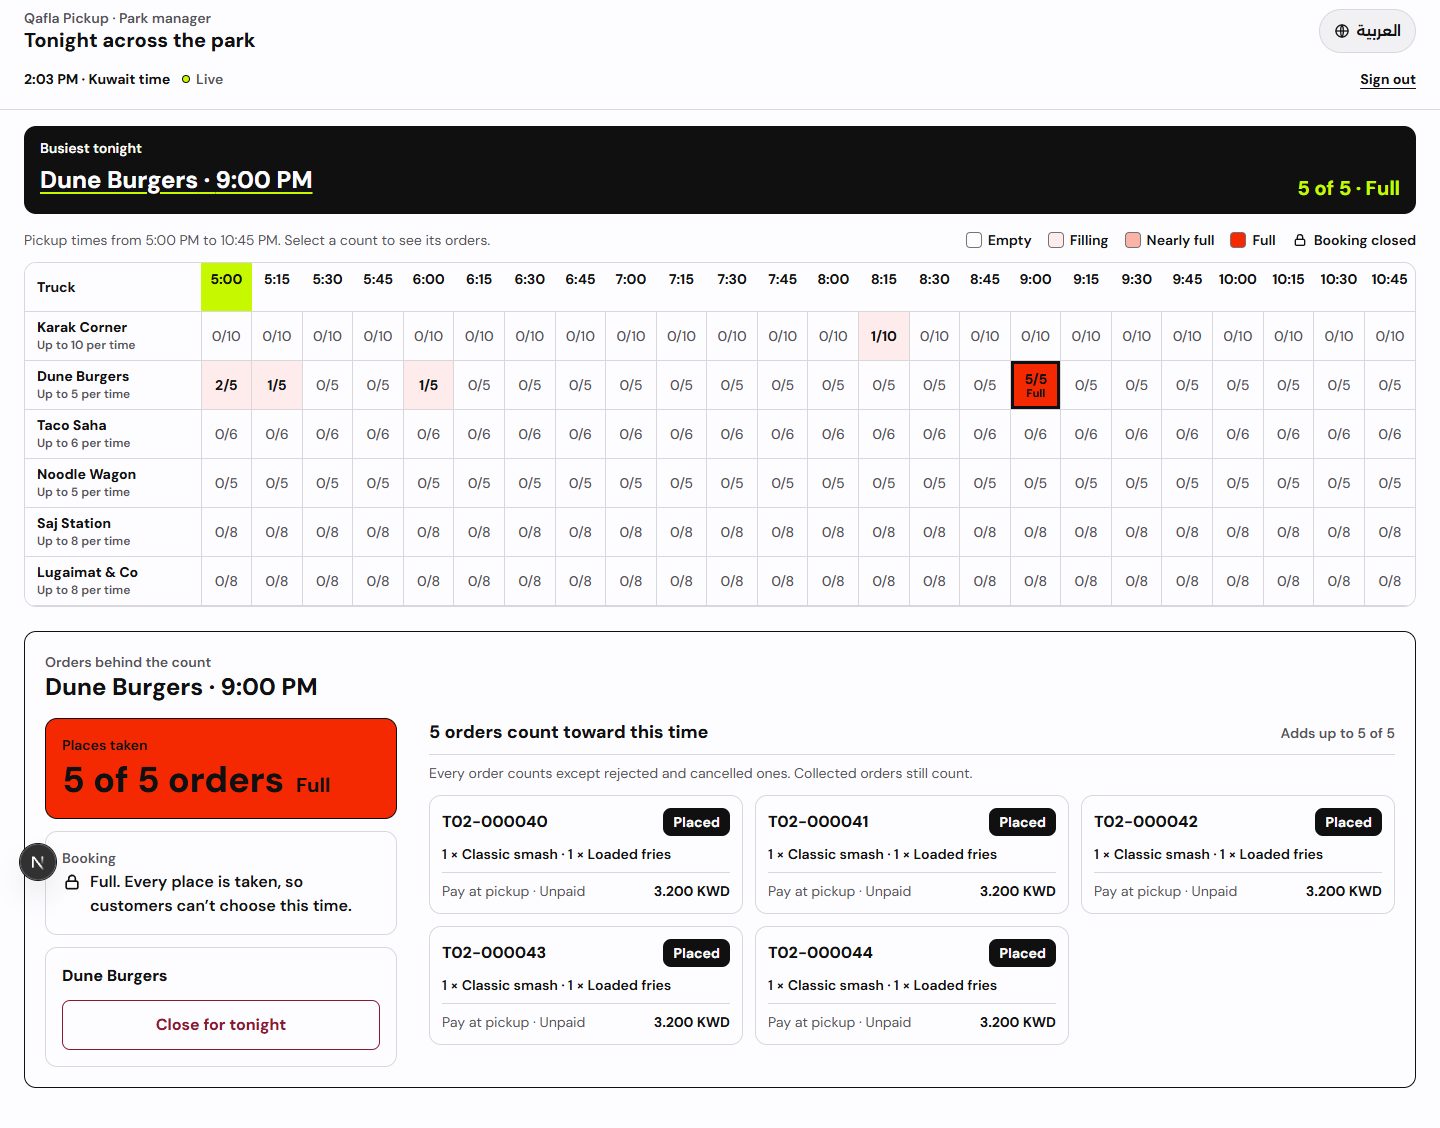 Qafla Pickup · Park manager
Tonight across the park
العربية
2:03 PM · Kuwait time Live
Sign out
Busiest tonight
Dune Burgers · 9:00 PM
5 of 5 · Full
Pickup times from 5:00 PM to 10:45 PM. Select a count to see its orders.
Empty Filling Nearly full Full Booking closed
Truck 5:00 5:15 5:30 5:45 6:00 6:15 6:30 6:45 7:00 7:15 7:30 7:45 8:00 8:15 8:30 8:45 9:00 9:15 9:30 9:45 10:00 10:15 10:30 10:45
Karak Corner
Up to 10 per time
0/10 0/10 0/10 0/10 0/10 0/10 0/10 0/10 0/10 0/10 0/10 0/10 0/10 1/10 0/10 0/10 0/10 0/10 0/10 0/10 0/10 0/10 0/10 0/10
Dune Burgers
Up to 5 per time
2/5 1/5 0/5 0/5 1/5 0/5 0/5 0/5 0/5 0/5 0/5 0/5 0/5 0/5 0/5 0/5 5/5 0/5 0/5 0/5 0/5 0/5 0/5 0/5
Full
Taco Saha
Up to 6 per time
0/6 0/6 0/6 0/6 0/6 0/6 0/6 0/6 0/6 0/6 0/6 0/6 0/6 0/6 0/6 0/6 0/6 0/6 0/6 0/6 0/6 0/6 0/6 0/6
Noodle Wagon
Up to 5 per time
0/5 0/5 0/5 0/5 0/5 0/5 0/5 0/5 0/5 0/5 0/5 0/5 0/5 0/5 0/5 0/5 0/5 0/5 0/5 0/5 0/5 0/5 0/5 0/5
Saj Station
Up to 8 per time
0/8 0/8 0/8 0/8 0/8 0/8 0/8 0/8 0/8 0/8 0/8 0/8 0/8 0/8 0/8 0/8 0/8 0/8 0/8 0/8 0/8 0/8 0/8 0/8
Lugaimat & Co
Up to 8 per time
0/8 0/8 0/8 0/8 0/8 0/8 0/8 0/8 0/8 0/8 0/8 0/8 0/8 0/8 0/8 0/8 0/8 0/8 0/8 0/8 0/8 0/8 0/8 0/8
Orders behind the count
Dune Burgers · 9:00 PM
Places taken
5 of 5 orders Full
Booking
Full. Every place is taken, so
customers can’t choose this time.
N
Dune Burgers
Close for tonight
5 orders count toward this time
Adds up to 5 of 5
Every order counts except rejected and cancelled ones. Collected orders still count.
T02-000040 Placed
1 × Classic smash · 1 × Loaded fries
Pay at pickup · Unpaid 3.200 KWD
T02-000041 Placed
1 × Classic smash · 1 × Loaded fries
Pay at pickup · Unpaid 3.200 KWD
T02-000042 Placed
1 × Classic smash · 1 × Loaded fries
Pay at pickup · Unpaid 3.200 KWD
T02-000043 Placed
1 × Classic smash · 1 × Loaded fries
Pay at pickup · Unpaid 3.200 KWD
T02-000044 Placed
1 × Classic smash · 1 × Loaded fries
Pay at pickup · Unpaid 3.200 KWD